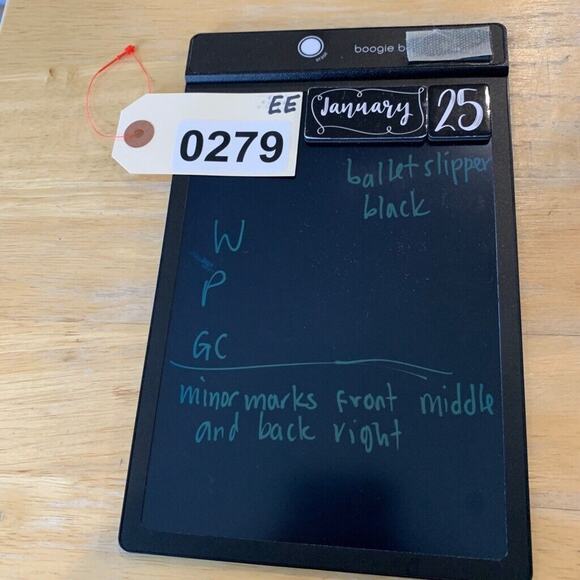 boogie b
EE
0279
January 25
ballet slipper
black
W
P
GC
minor marks front middle
and back right